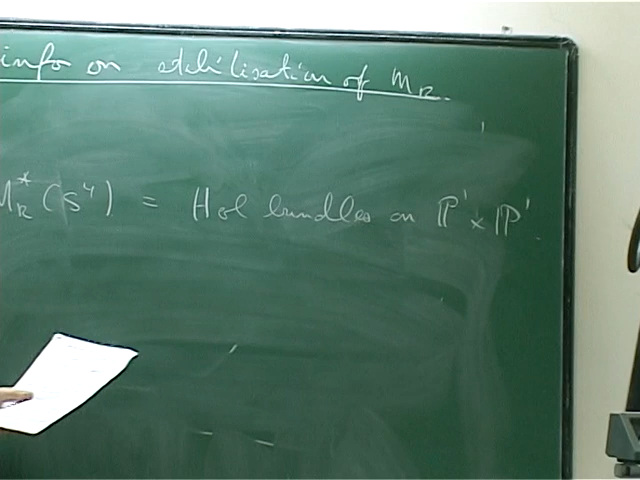 info on stabilisation of M_k.
M_k^*(S^4) = Hol bundles on ℙ^1 × ℙ^1.